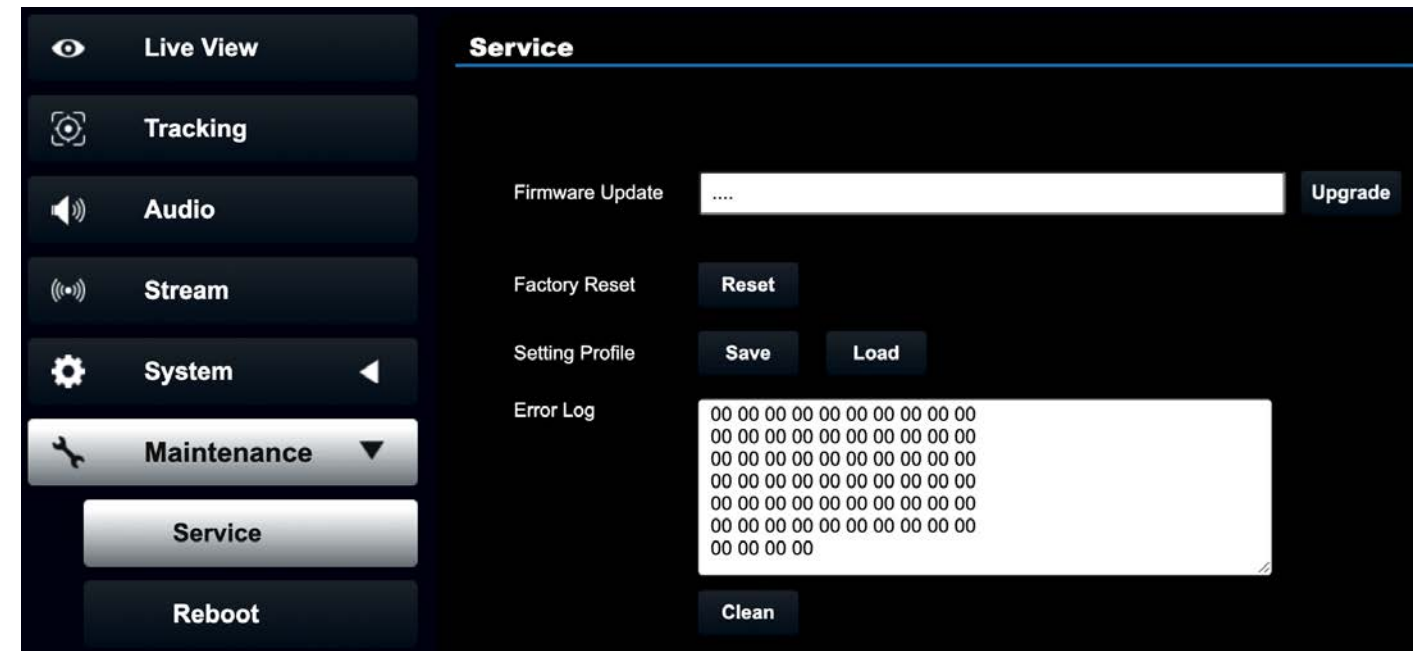 Live View
Tracking
Audio
Stream
System
Maintenance
Service
Reboot
Service
Firmware Update .... Upgrade
Factory Reset Reset
Setting Profile Save Load
Error Log
00 00 00 00 00 00 00 00 00 00
00 00 00 00 00 00 00 00 00 00
00 00 00 00 00 00 00 00 00 00
00 00 00 00 00 00 00 00 00 00
00 00 00 00 00 00 00 00 00 00
00 00 00 00 00 00 00 00 00 00
00 00 00 00
Clean